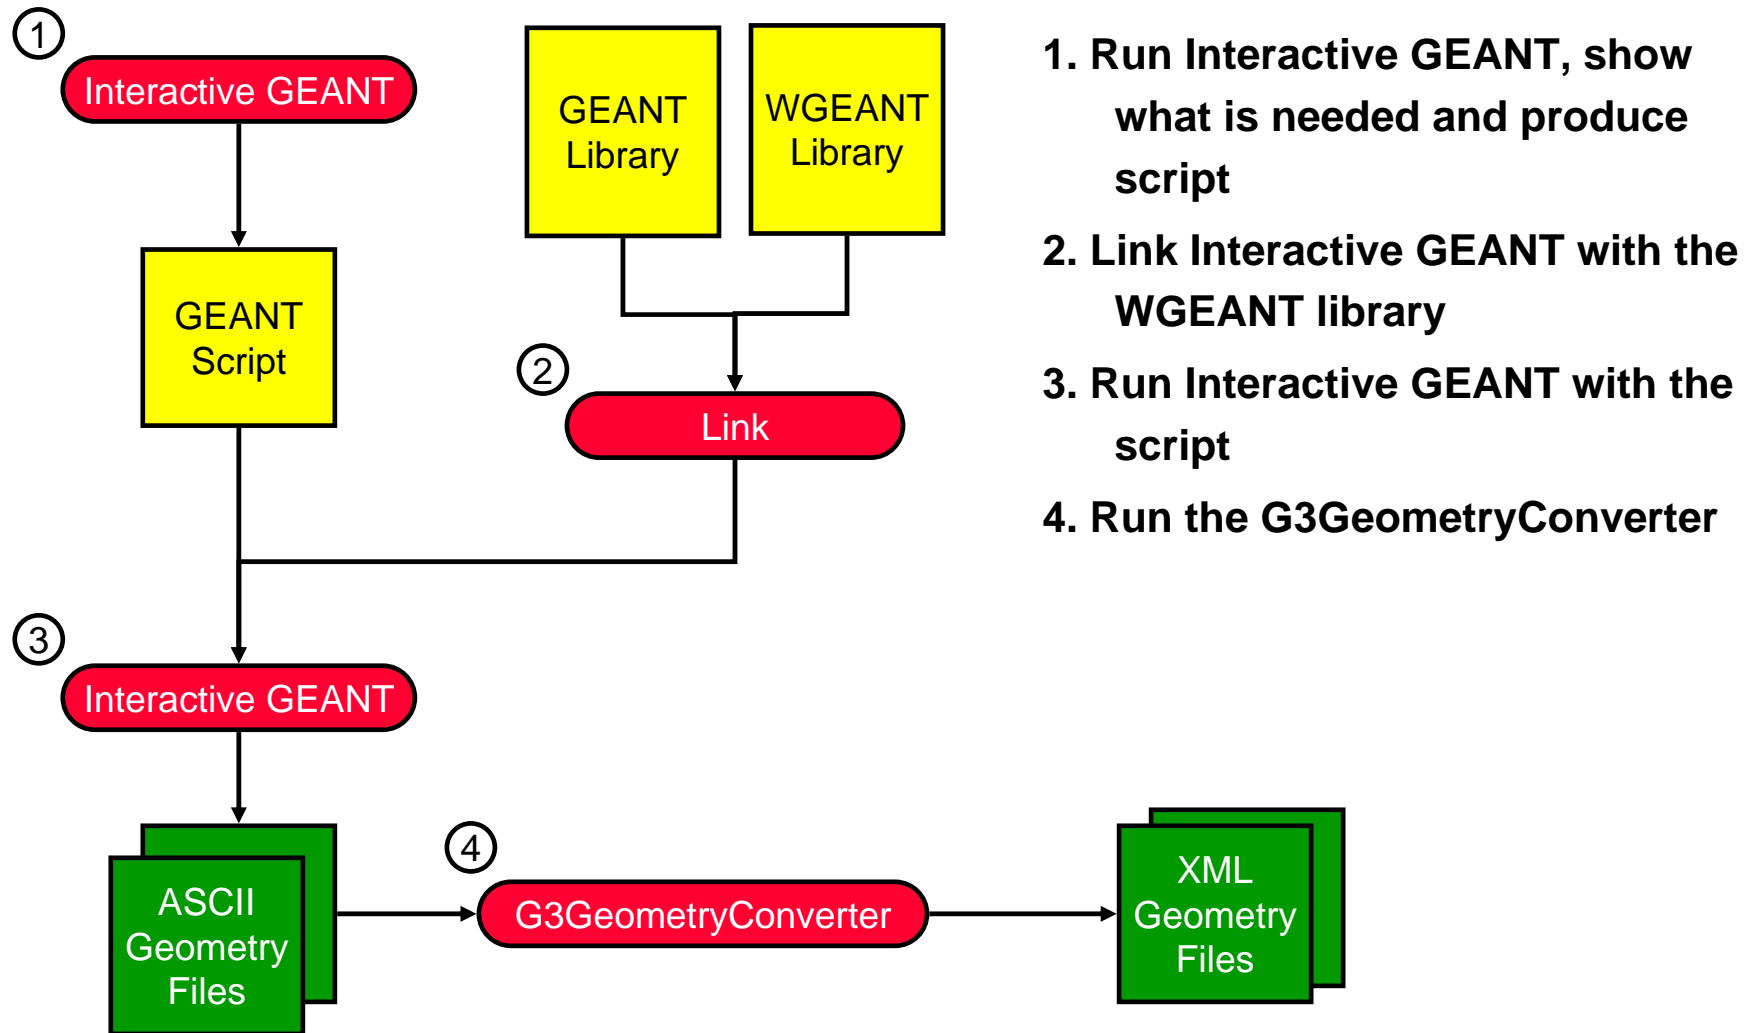 1
Interactive GEANT
GEANT
Library
WGEANT
Library
GEANT
Script
2
Link
3
Interactive GEANT
ASCII
Geometry
Files
4
G3GeometryConverter
XML
Geometry
Files
1. Run Interactive GEANT, show
what is needed and produce
script
2. Link Interactive GEANT with the
WGEANT library
3. Run Interactive GEANT with the
script
4. Run the G3GeometryConverter